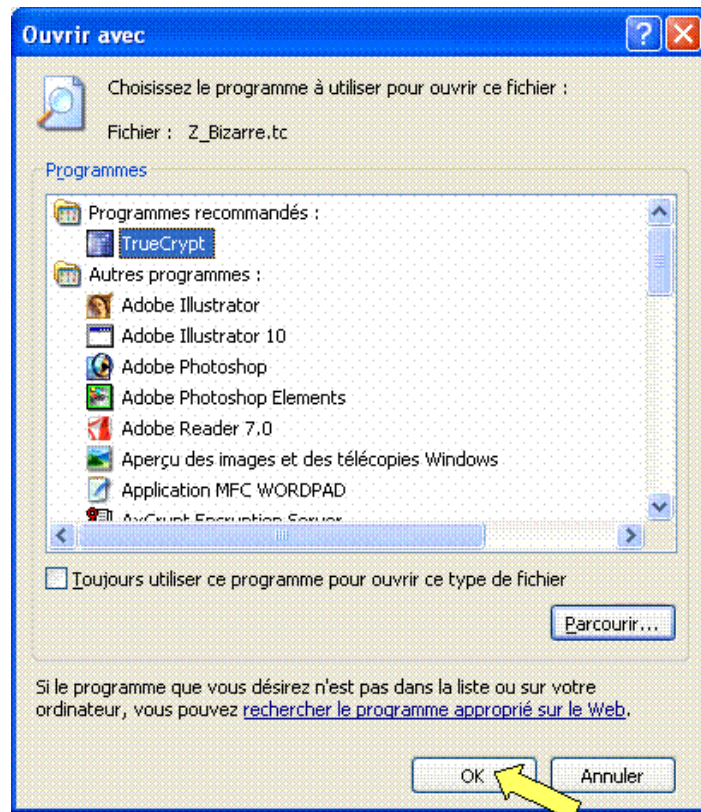 Ouvrir avec
Choisissez le programme à utiliser pour ouvrir ce fichier :
Fichier : Z_Bizarre.tc
Programmes
Programmes recommandés :
TrueCrypt
Autres programmes :
Adobe Illustrator
Adobe Illustrator 10
Adobe Photoshop
Adobe Photoshop Elements
Adobe Reader 7.0
Aperçu des images et des télécopies Windows
Application MFC WORDPAD
AxCrypt Encryption Server
Toujours utiliser ce programme pour ouvrir ce type de fichier
Parcourir...
Si le programme que vous désirez n'est pas dans la liste ou sur votre
ordinateur, vous pouvez rechercher le programme approprié sur le Web.
OK Annuler